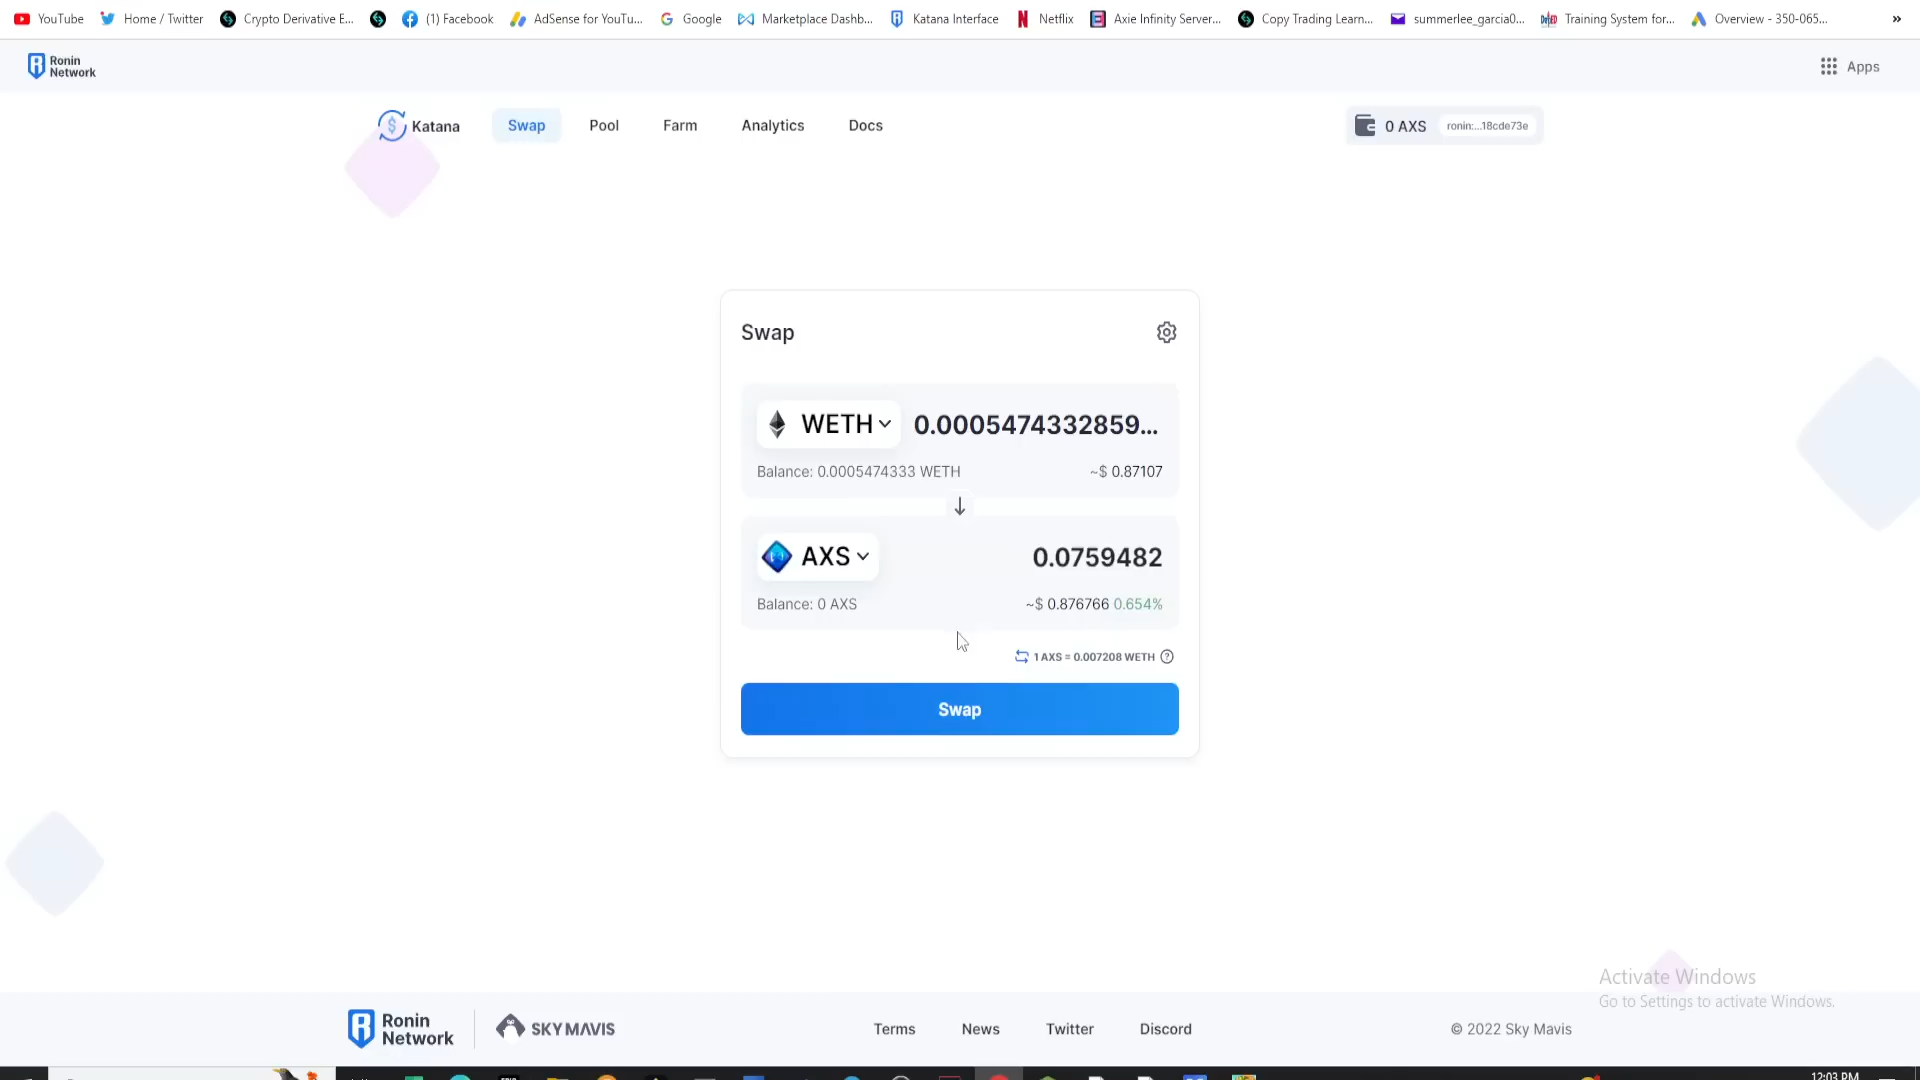 YouTube Home / Twitter Crypto Derivative E... (1) Facebook AdSense for YouTu... Google Marketplace Dashb... Katana Interface Netflix Axie Infinity Server... Copy Trading Learn... summerlee_garcia0... Training System for... Overview - 350-065... »
Ronin
Network
Apps
Katana Swap Pool Farm Analytics Docs 0 AXS ronin:...18cde73e
Swap
WETH 0.0005474332859...
Balance: 0.0005474333 WETH ~$ 0.87107
AXS 0.0759482
Balance: 0 AXS ~$ 0.876766 0.654%
1 AXS = 0.007208 WETH ?
Swap
Activate Windows
Go to Settings to activate Windows.
Ronin
Network
SKY MAVIS
Terms News Twitter Discord
© 2022 Sky Mavis
12:03 PM